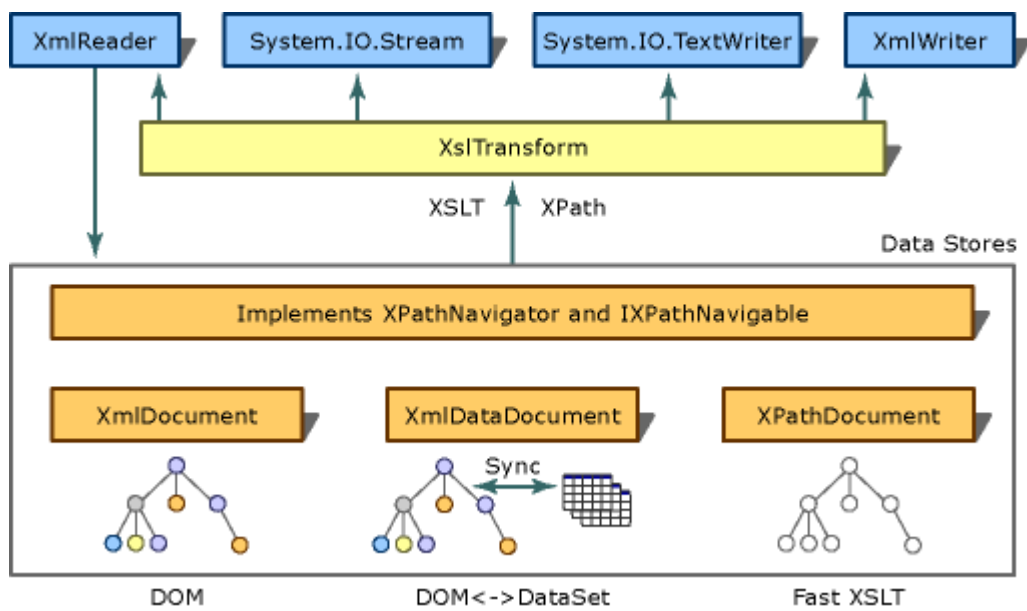 XmlReader
System.IO.Stream
System.IO.TextWriter
XmlWriter
XslTransform
XSLT
XPath
Data Stores
Implements XPathNavigator and IXPathNavigable
XmlDocument
XmlDataDocument
XPathDocument
Sync
DOM
DOM<->DataSet
Fast XSLT